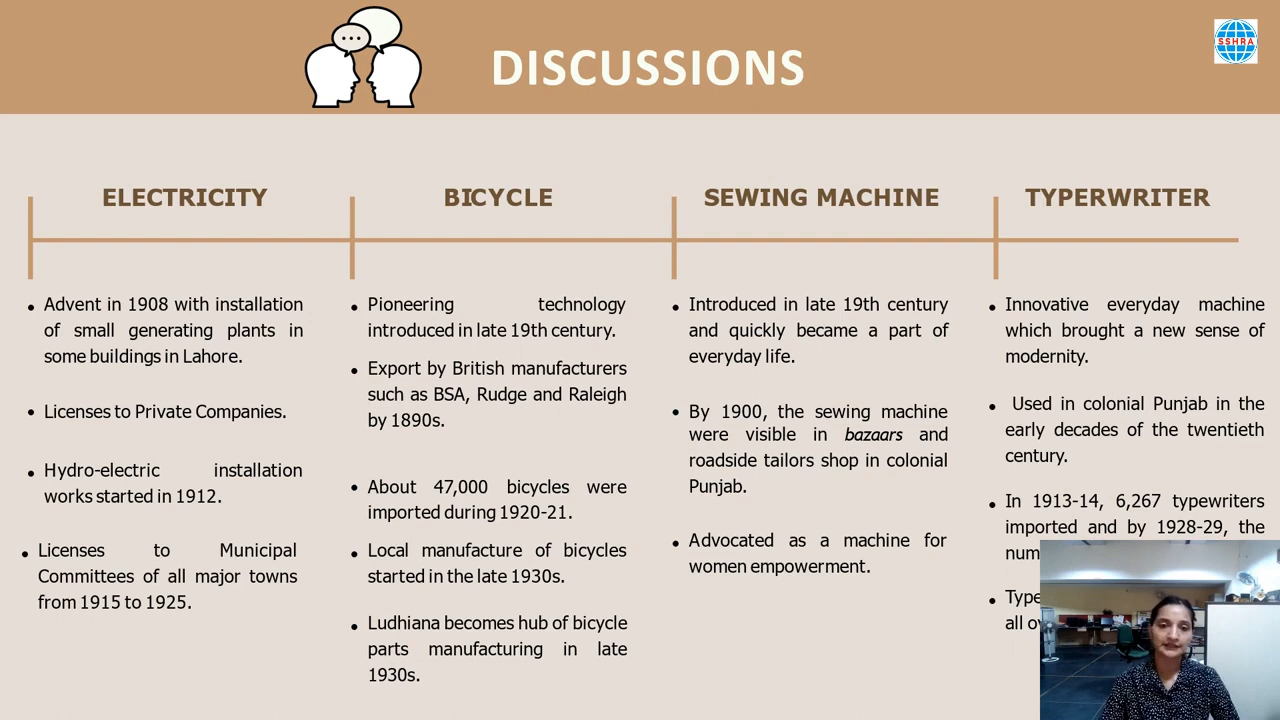 DISCUSSIONS
SSHRA
ELECTRICITY
Advent in 1908 with installation
of small generating plants in
some buildings in Lahore.
Licenses to Private Companies.
Hydro-electric installation
works started in 1912.
Licenses to Municipal
Committees of all major towns
from 1915 to 1925.
BICYCLE
Pioneering technology
introduced in late 19th century.
Export by British manufacturers
such as BSA, Rudge and Raleigh
by 1890s.
About 47,000 bicycles were
imported during 1920-21.
Local manufacture of bicycles
started in the late 1930s.
Ludhiana becomes hub of bicycle
parts manufacturing in late
1930s.
SEWING MACHINE
Introduced in late 19th century
and quickly became a part of
everyday life.
By 1900, the sewing machine
were visible in bazaars and
roadside tailors shop in colonial
Punjab.
Advocated as a machine for
women empowerment.
TYPERWRITER
Innovative everyday machine
which brought a new sense of
modernity.
Used in colonial Punjab in the
early decades of the twentieth
century.
In 1913-14, 6,267 typewriters
imported and by 1928-29, the
all